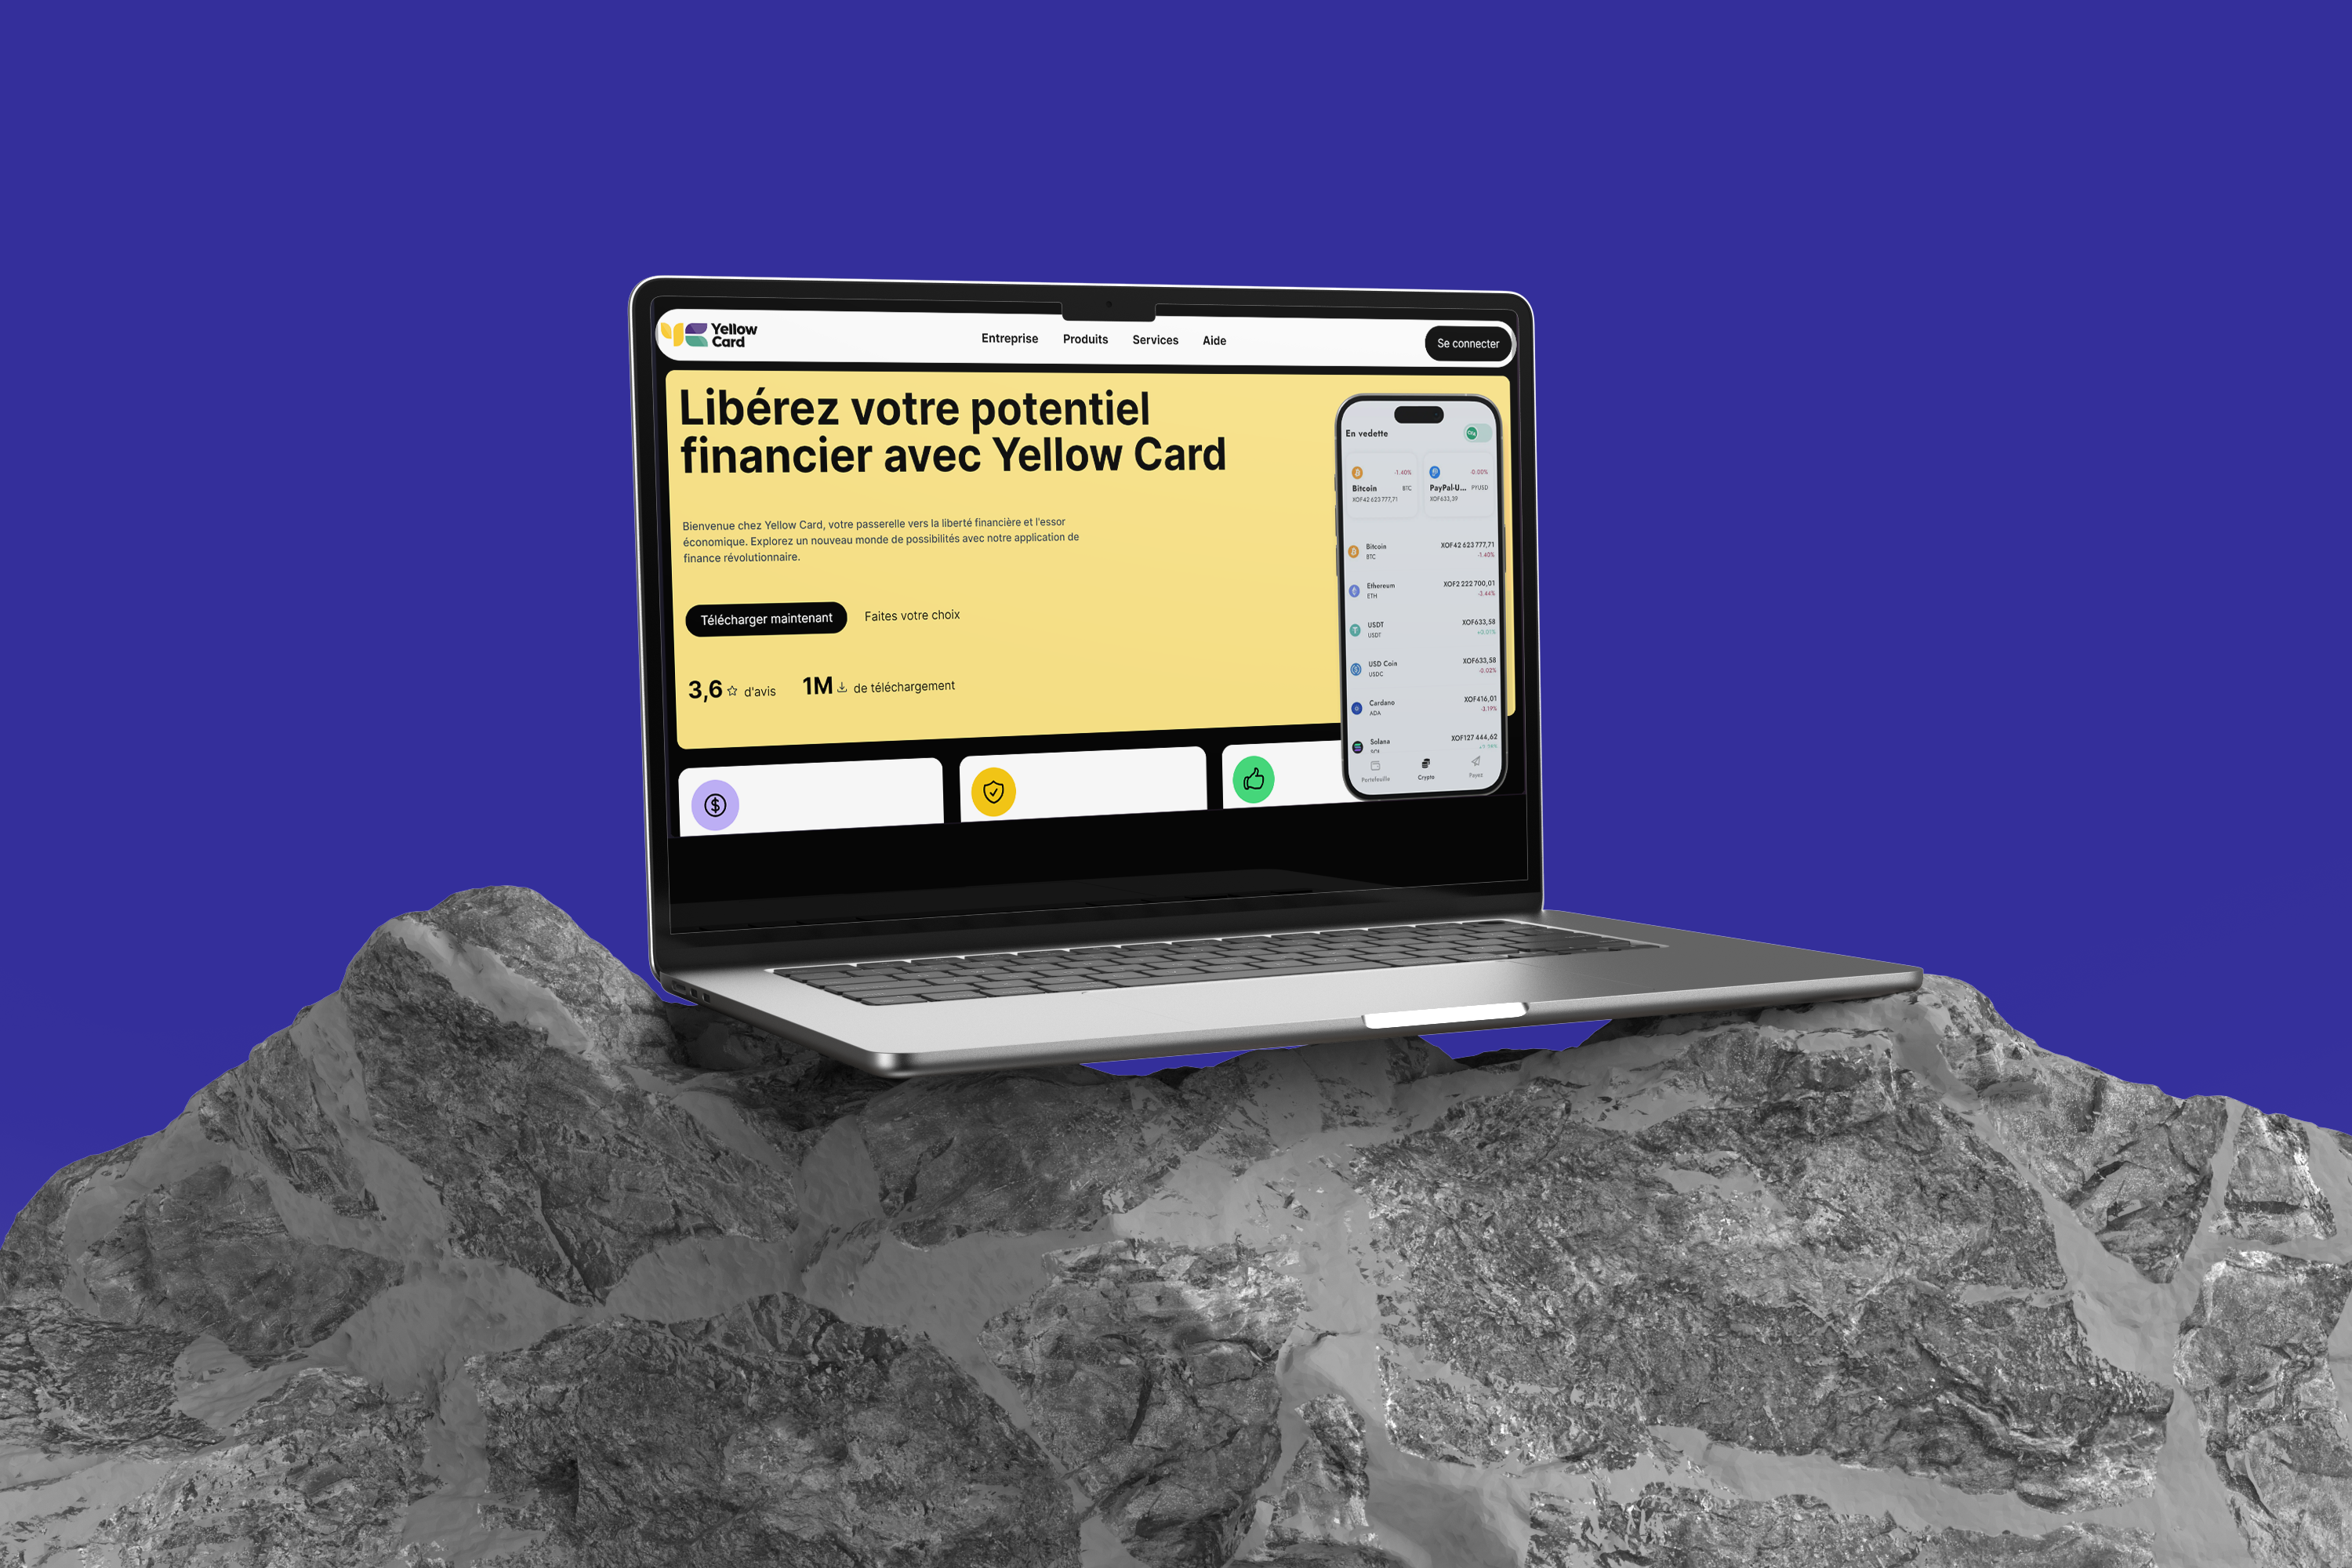 Yellow
Card
Entreprise
Produits
Services
Aide
Se connecter
Libérez votre potentiel
financier avec Yellow Card
Bienvenue chez Yellow Card, votre passerelle vers la liberté financière et l'essor
économique. Explorez un nouveau monde de possibilités avec notre application de
finance révolutionnaire.
Télécharger maintenant
Faites votre choix
3,6 d'avis
1M de téléchargement
En vedette
-1.40%
Bitcoin BTC
XOF42 623 777,71
-0.00%
PayPal-U... PYUSD
XOF633,39
Bitcoin XOF42 623 777,71
BTC -1.40%
Ethereum XOF2 222 700,01
ETH -3.44%
USDT XOF633,58
USDT +0.01%
USD Coin XOF633,58
USDC -0.02%
Cardano XOF416,01
ADA -3.19%
Solana XOF127 444,62
Portefeuille
Crypto
Payez